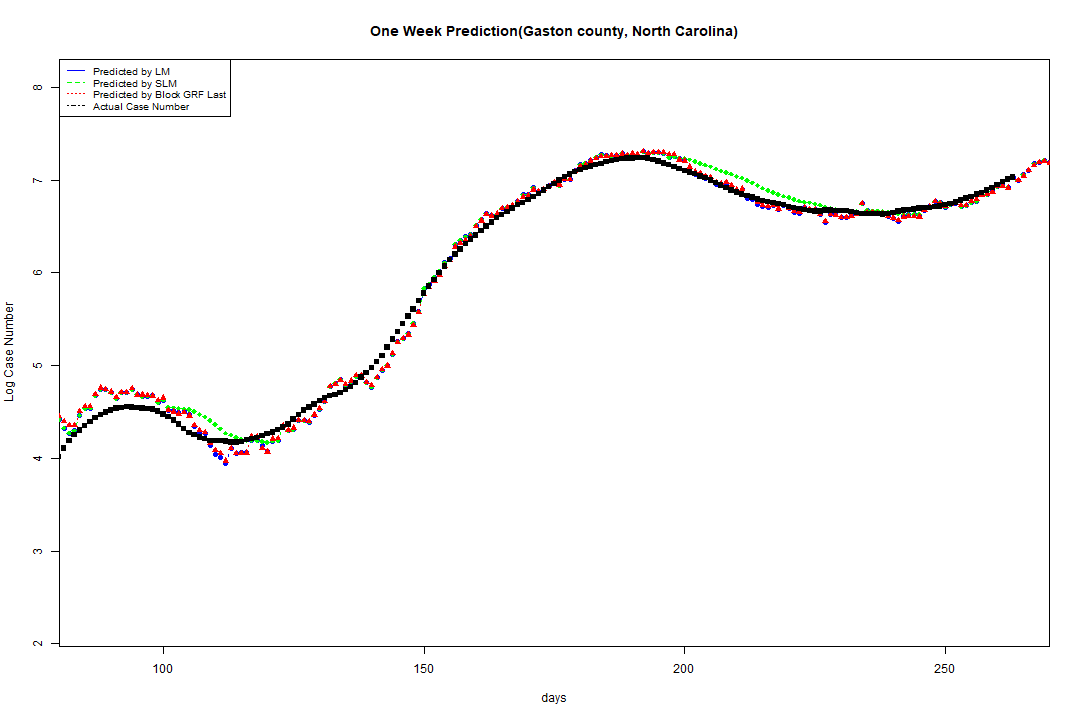 One Week Prediction(Gaston county, North Carolina)
Predicted by LM
Predicted by SLM
Predicted by Block GRF Last
Actual Case Number
8
7
6
5
4
3
2
Log Case Number
100 150 200 250
days